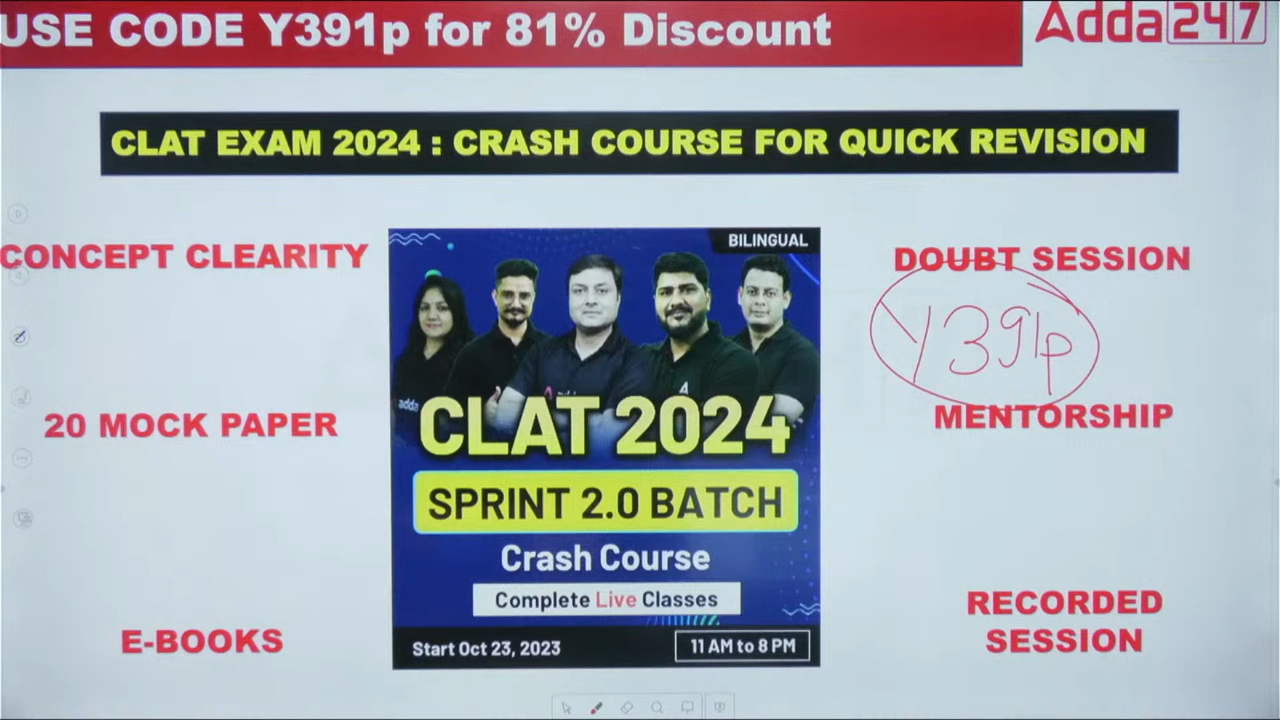 USE CODE Y391p for 81% Discount
Adda247
CLAT EXAM 2024 : CRASH COURSE FOR QUICK REVISION
CONCEPT CLEARITY
20 MOCK PAPER
E-BOOKS
BILINGUAL
adda
CLAT 2024
SPRINT 2.0 BATCH
Crash Course
Complete Live Classes
Start Oct 23, 2023
11 AM to 8 PM
DOUBT SESSION
Y391p
MENTORSHIP
RECORDED
SESSION